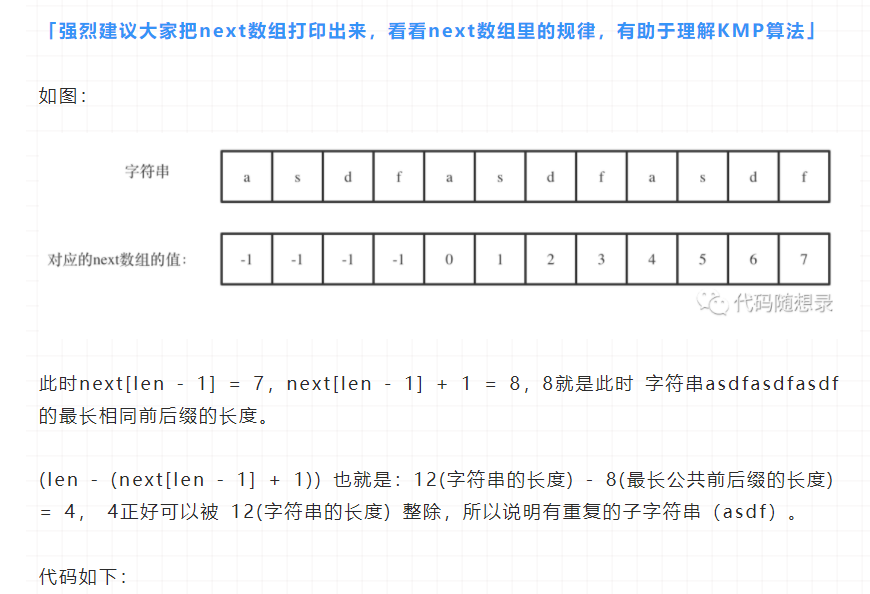 「强烈建议大家把next数组打印出来，看看next数组里的规律，有助于理解KMP算法」
如图：
字符串 a s d f a s d f a s d f
对应的next数组的值： -1 -1 -1 -1 0 1 2 3 4 5 6 7
代码随想录
此时next[len - 1] = 7，next[len - 1] + 1 = 8，8就是此时 字符串asdfasdfasdf
的最长相同前后缀的长度。
(len - (next[len - 1] + 1)) 也就是：12(字符串的长度) - 8(最长公共前后缀的长度)
= 4， 4正好可以被 12(字符串的长度) 整除，所以说明有重复的子字符串（asdf）。
代码如下：